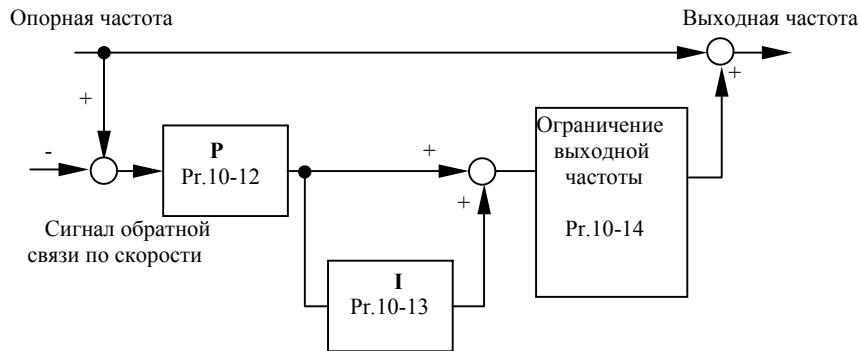 Опорная частота
Выходная частота
+
+
-
P
Pr.10-12
+
+
Ограничение
выходной
частоты
Pr.10-14
Сигнал обратной
связи по скорости
I
Pr.10-13